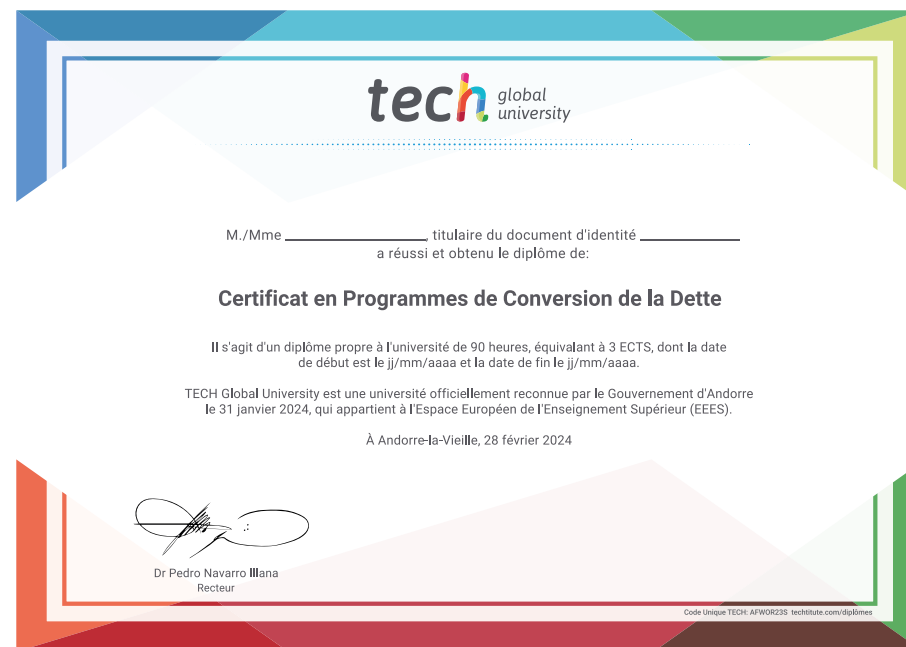 tech global university
M./Mme ____________, titulaire du document d'identité ____________
a réussi et obtenu le diplôme de:
Certificat en Programmes de Conversion de la Dette
Il s'agit d'un diplôme propre à l'université de 90 heures, équivalant à 3 ECTS, dont la date
de début est le jj/mm/aaaa et la date de fin le jj/mm/aaaa.
TECH Global University est une université officiellement reconnue par le Gouvernement d'Andorre
le 31 janvier 2024, qui appartient à l'Espace Européen de l'Enseignement Supérieur (EEES).
À Andorre-la-Vieille, 28 février 2024
Dr Pedro Navarro Illana
Recteur
Code Unique TECH: AFWOR23S techtitute.com/diplômes